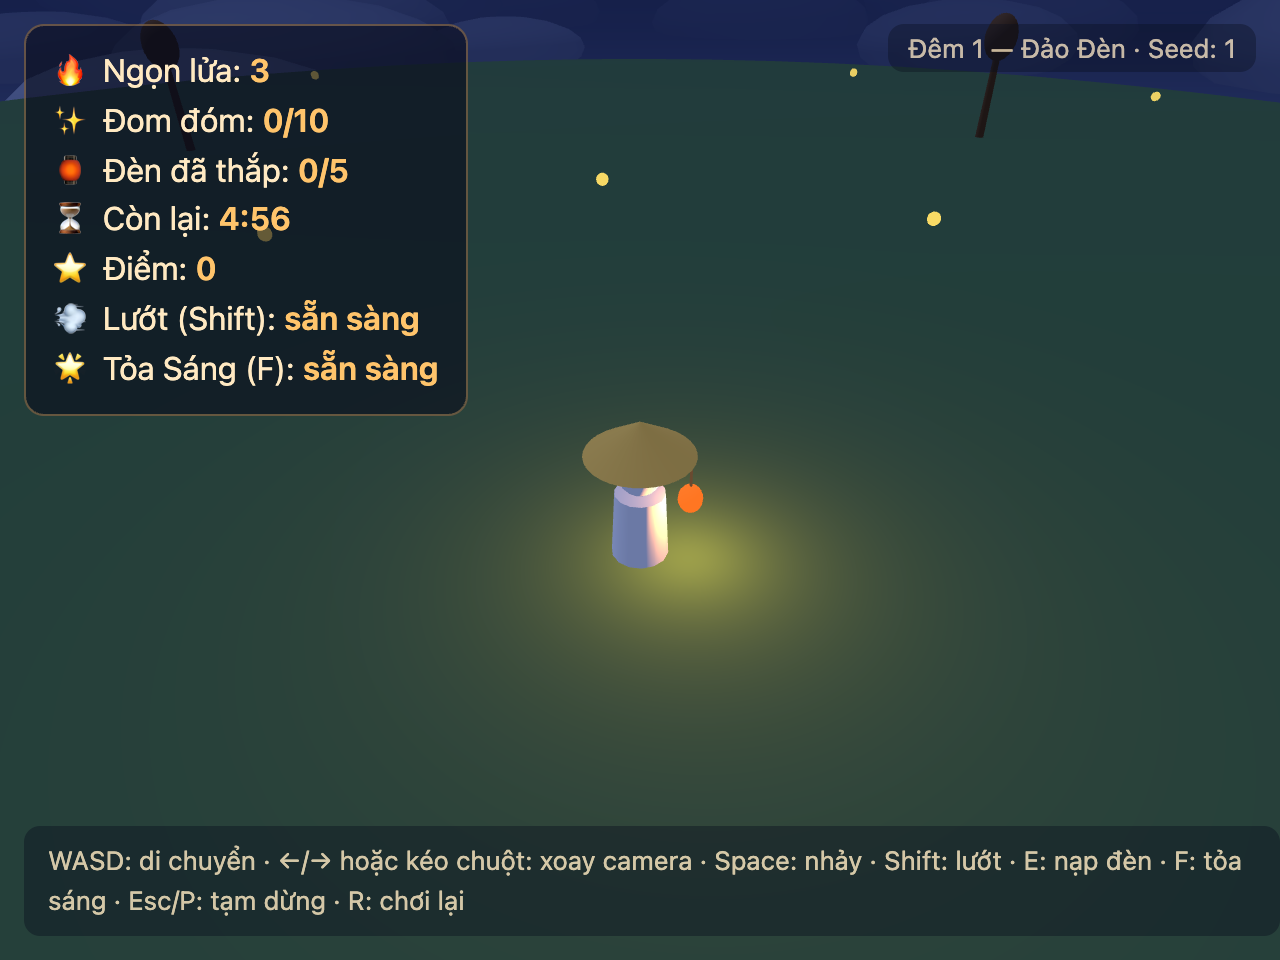 🔥 Ngọn lửa: 3
✨ Đom đóm: 0/10
🏮 Đèn đã thắp: 0/5
⏳ Còn lại: 4:56
⭐ Điểm: 0
💨 Lướt (Shift): sẵn sàng
🌟 Tỏa Sáng (F): sẵn sàng
Đêm 1 — Đảo Đèn · Seed: 1
WASD: di chuyển · ←/→ hoặc kéo chuột: xoay camera · Space: nhảy · Shift: lướt · E: nạp đèn · F: tỏa
sáng · Esc/P: tạm dừng · R: chơi lại